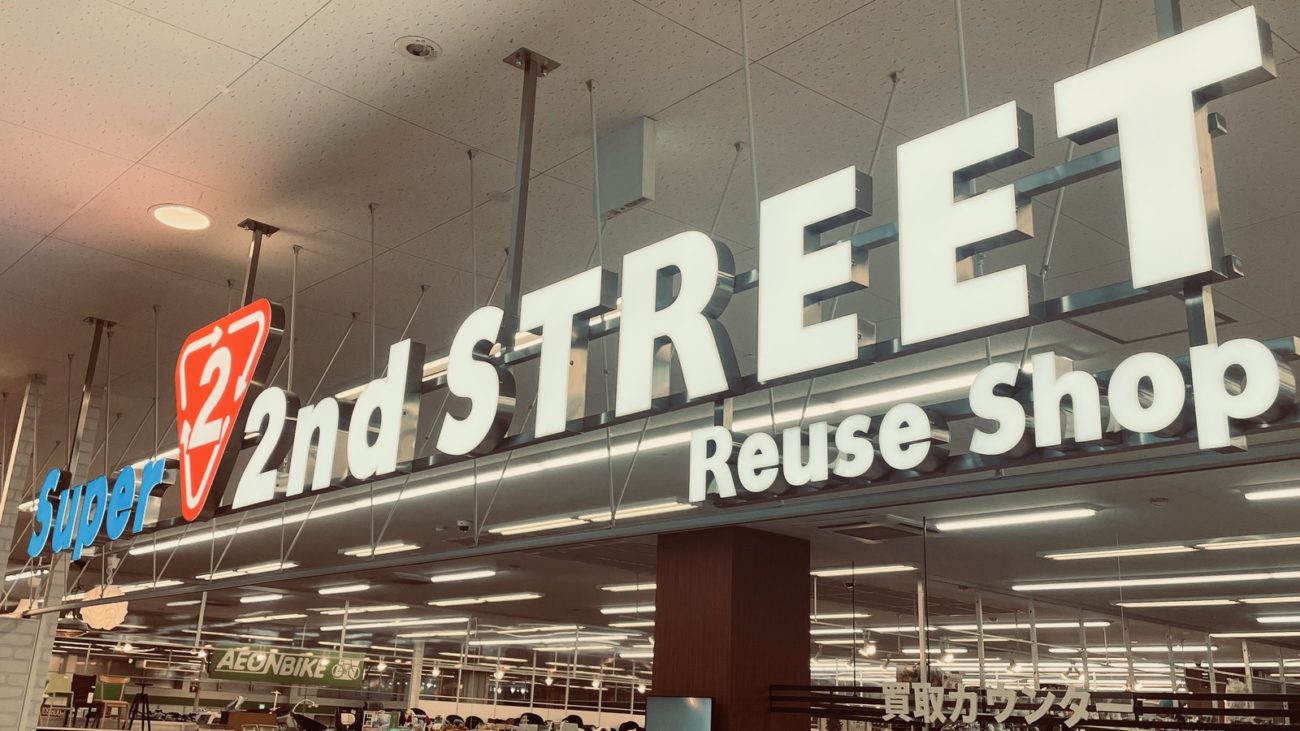 Super 2 2nd STREET
Reuse Shop
AEONBIKE
買取カウンター